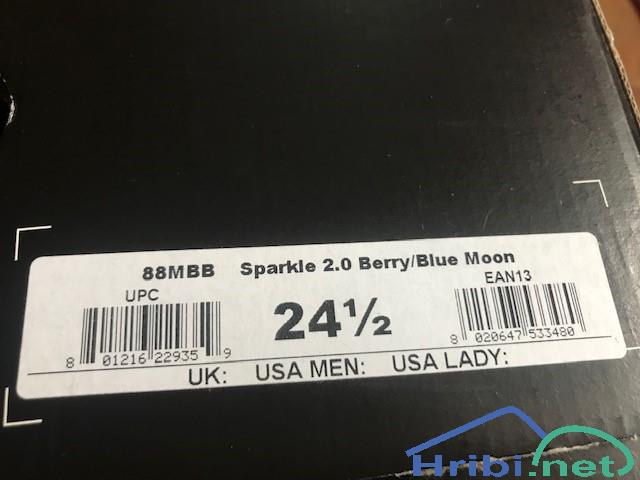 88MBB Sparkle 2.0 Berry/Blue Moon
UPC
EAN13
24½
8 01216 22935 9
8 020647 533480
UK: USA MEN: USA LADY:
Hribi.net